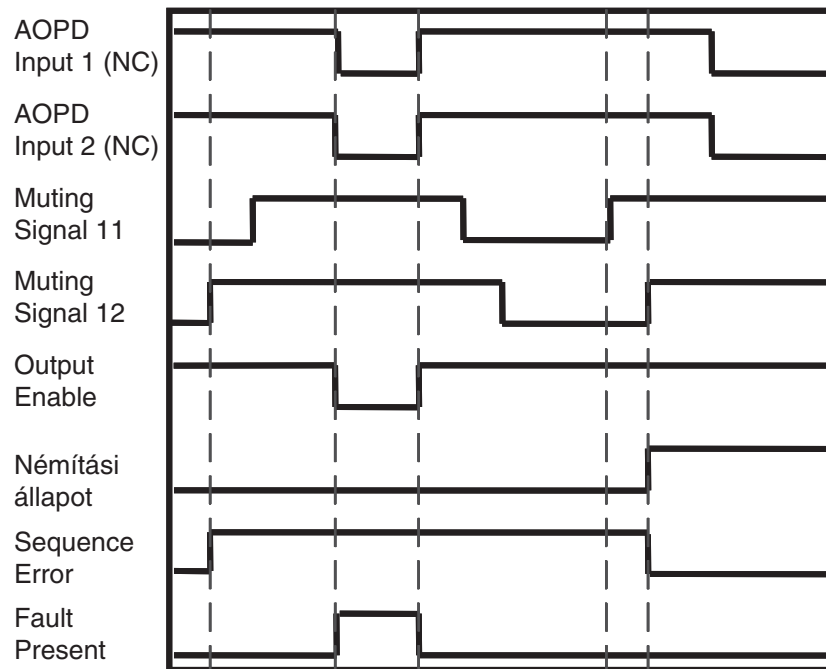 AOPD
Input 1 (NC)
AOPD
Input 2 (NC)
Muting
Signal 11
Muting
Signal 12
Output
Enable
Némítási
állapot
Sequence
Error
Fault
Present